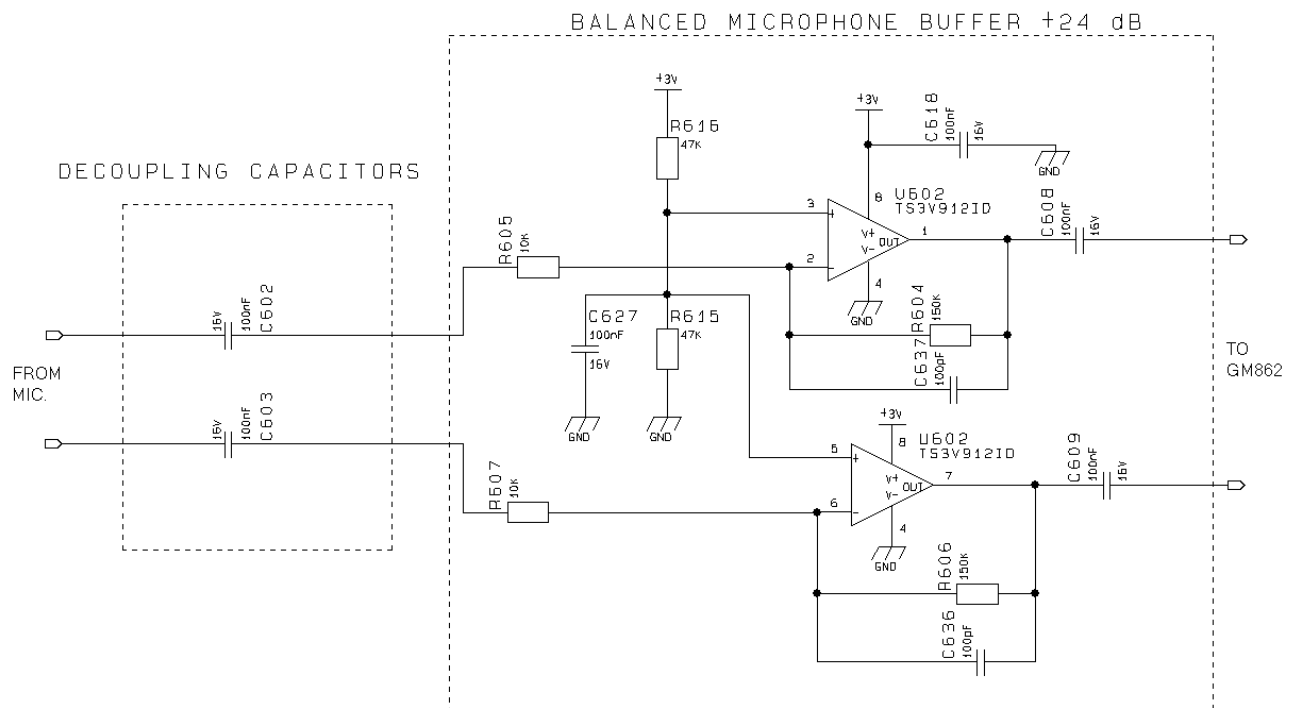 BALANCED MICROPHONE BUFFER +24 dB
DECOUPLING CAPACITORS
+3V
R616
47K
+3V
C618
100nF
16V
GND
U602
TS3V912ID
8
3
+
V+
OUT
1
2
-
V-
4
GND
C608
100nF
16V
R605
10K
C602
16V
100nF
C627
100nF
16V
GND
R615
47K
GND
R604
150K
C637
100pF
FROM
MIC.
TO
GM862
C603
16V
100nF
+3V
8
U602
TS3V912ID
5
+
V+
OUT
7
6
-
V-
4
GND
C609
100nF
16V
R607
10K
R606
150K
C636
100pF